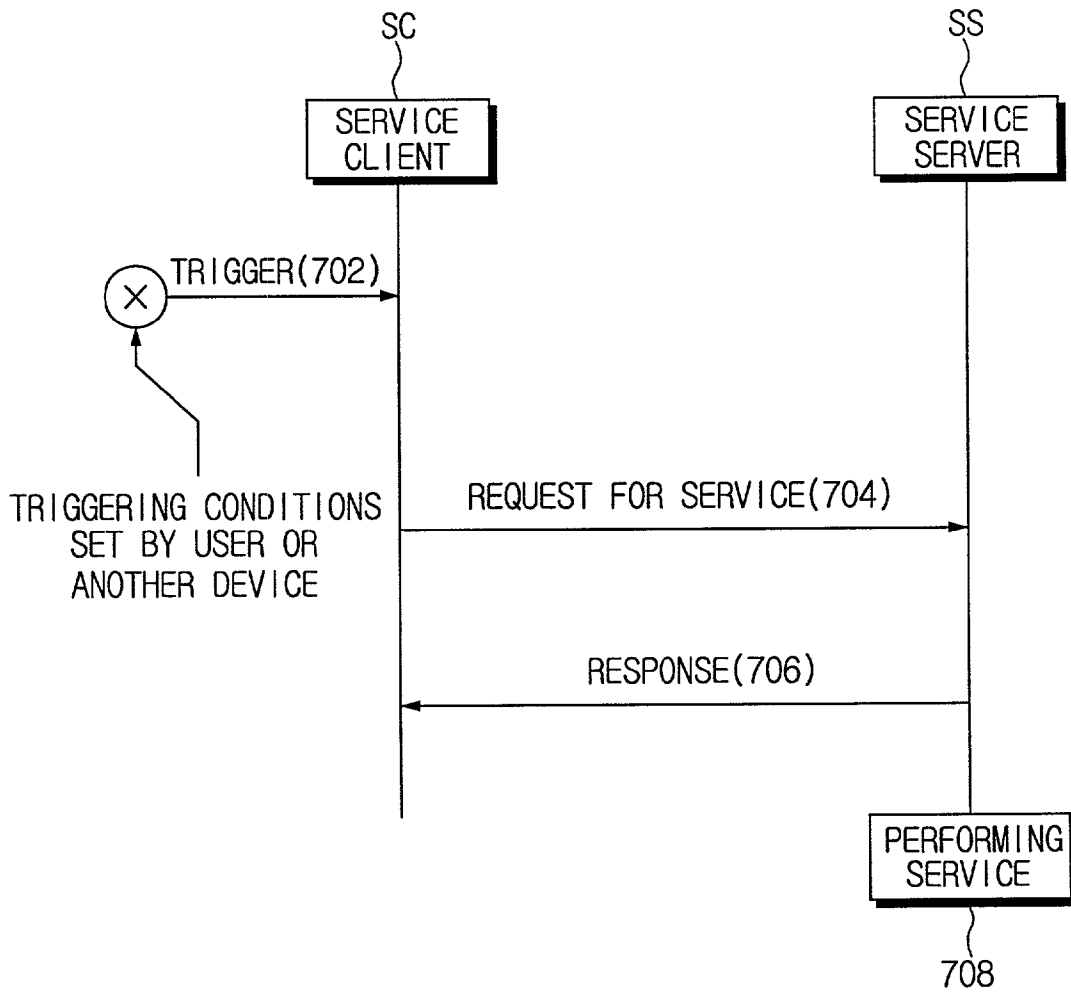 SC
SS
SERVICE
CLIENT
SERVICE
SERVER
TRIGGER(702)
TRIGGERING CONDITIONS
SET BY USER OR
ANOTHER DEVICE
REQUEST FOR SERVICE(704)
RESPONSE(706)
PERFORMING
SERVICE
708